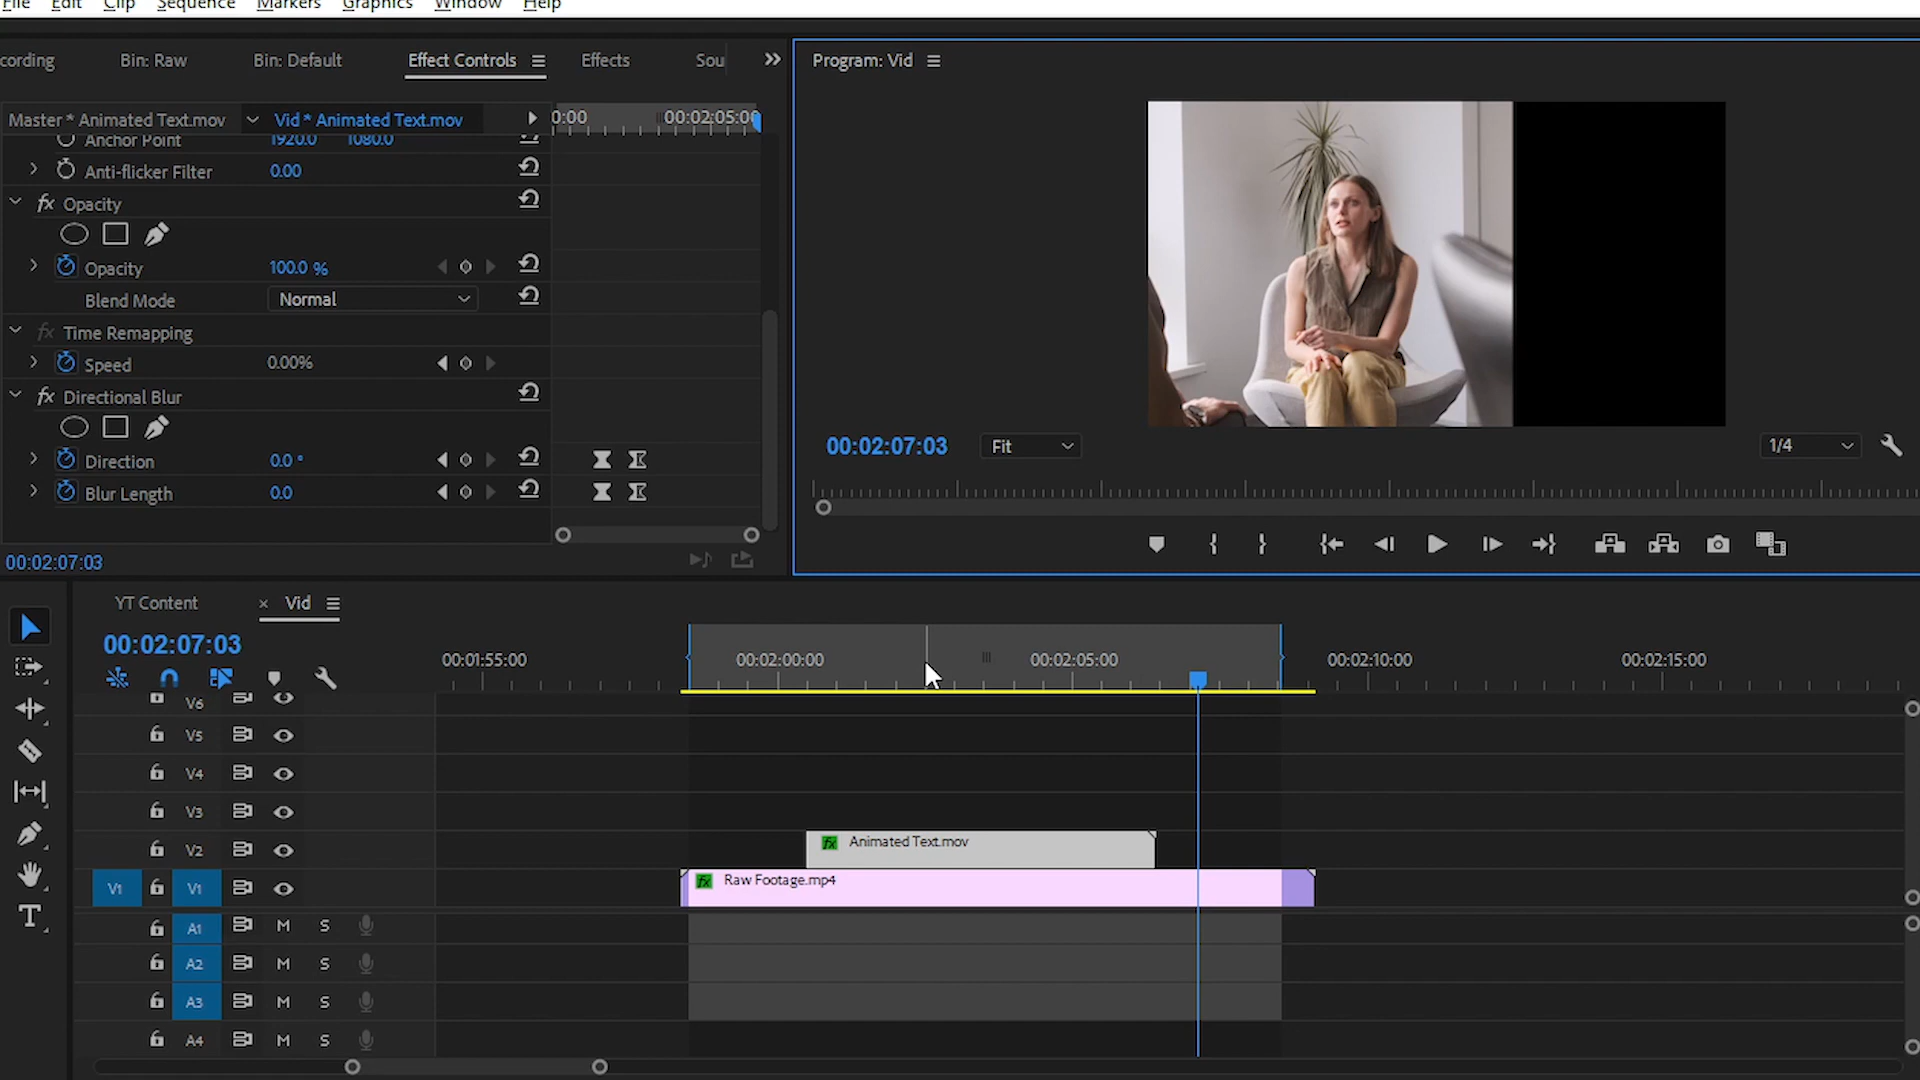 File Edit Clip Sequence Markers Graphics Window Help
cording Bin: Raw Bin: Default Effect Controls Effects Sou
Program: Vid
Master * Animated Text.mov Vid * Animated Text.mov
0:00 00:02:05:00
Anchor Point 1920.0 1080.0
Anti-flicker Filter 0.00
fx Opacity
Opacity 100.0 %
Blend Mode Normal
fx Time Remapping
Speed 0.00%
fx Directional Blur
Direction 0.0 °
Blur Length 0.0
00:02:07:03
00:02:07:03 Fit 1/4
YT Content × Vid
00:02:07:03
00:01:55:00 00:02:00:00 00:02:05:00 00:02:10:00 00:02:15:00
V6
V5
V4
V3
V2 fx Animated Text.mov
V1 V1 fx Raw Footage.mp4
A1 M S
A2 M S
A3 M S
A4 M S
T